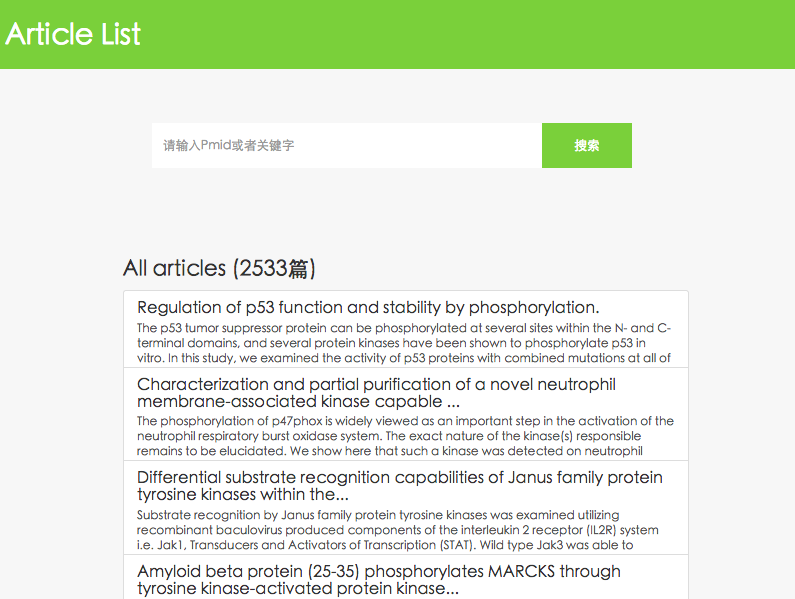 Article List
请输入Pmid或者关键字
搜索
All articles (2533篇)
Regulation of p53 function and stability by phosphorylation.
The p53 tumor suppressor protein can be phosphorylated at several sites within the N- and C-
terminal domains, and several protein kinases have been shown to phosphorylate p53 in
vitro. In this study, we examined the activity of p53 proteins with combined mutations at all of
Characterization and partial purification of a novel neutrophil
membrane-associated kinase capable ...
The phosphorylation of p47phox is widely viewed as an important step in the activation of the
neutrophil respiratory burst oxidase system. The exact nature of the kinase(s) responsible
remains to be elucidated. We show here that such a kinase was detected on neutrophil
Differential substrate recognition capabilities of Janus family protein
tyrosine kinases within the...
Substrate recognition by Janus family protein tyrosine kinases was examined utilizing
recombinant baculovirus produced components of the interleukin 2 receptor (IL2R) system
i.e. Jak1, Transducers and Activators of Transcription (STAT). Wild type Jak3 was able to
Amyloid beta protein (25-35) phosphorylates MARCKS through
tyrosine kinase-activated protein kinase...